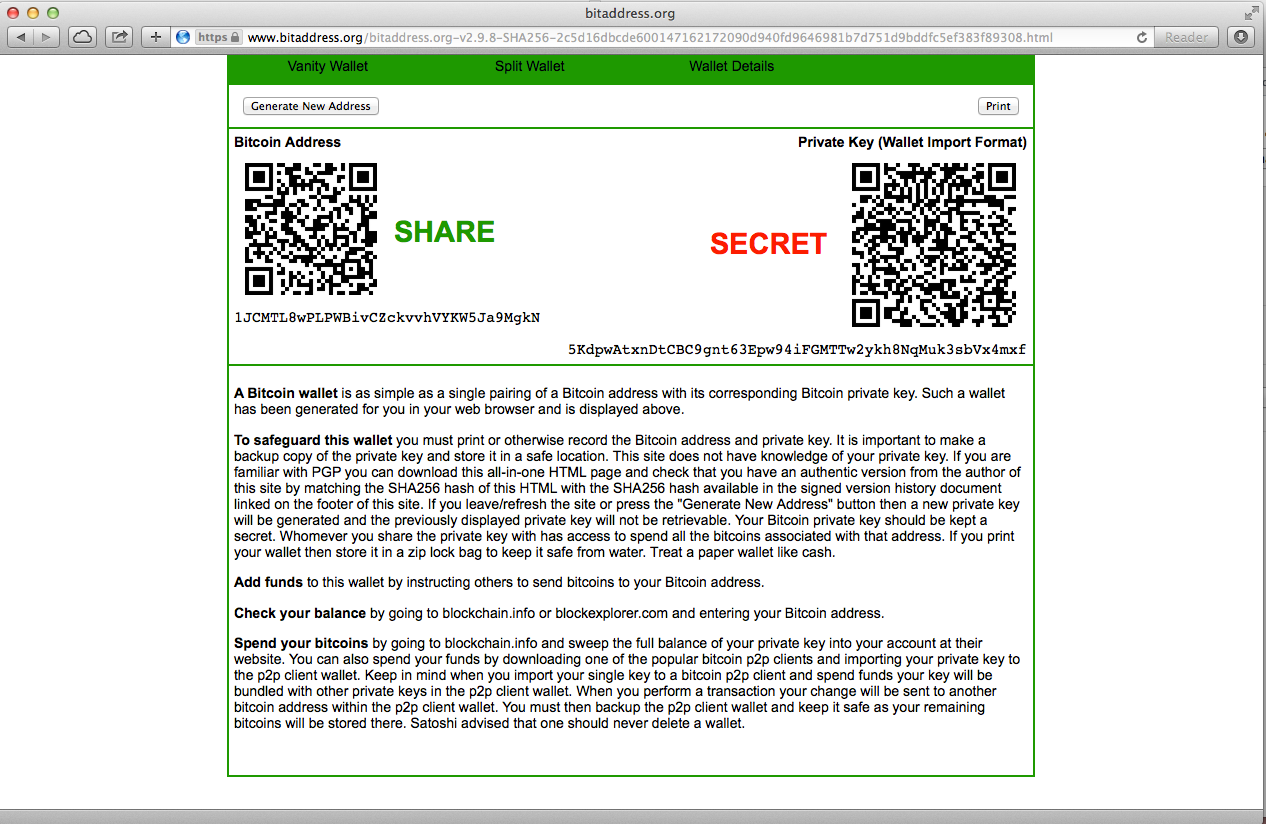 bitaddress.org
https www.bitaddress.org/bitaddress.org-v2.9.8-SHA256-2c5d16dbcde600147162172090d940fd9646981b7d751d9bddfc5ef383f89308.html Reader
Vanity Wallet Split Wallet Wallet Details
Generate New Address Print
Bitcoin Address Private Key (Wallet Import Format)
SHARE SECRET
1JCMTL8wPLPWBivCZckvvhVYKW5Ja9MgkN
5KdpwAtxnDtCBC9gnt63Epw94iFGMTTw2ykh8NqMuk3sbVx4mxf
A Bitcoin wallet is as simple as a single pairing of a Bitcoin address with its corresponding Bitcoin private key. Such a wallet
has been generated for you in your web browser and is displayed above.
To safeguard this wallet you must print or otherwise record the Bitcoin address and private key. It is important to make a
backup copy of the private key and store it in a safe location. This site does not have knowledge of your private key. If you are
familiar with PGP you can download this all-in-one HTML page and check that you have an authentic version from the author of
this site by matching the SHA256 hash of this HTML with the SHA256 hash available in the signed version history document
linked on the footer of this site. If you leave/refresh the site or press the "Generate New Address" button then a new private key
will be generated and the previously displayed private key will not be retrievable. Your Bitcoin private key should be kept a
secret. Whomever you share the private key with has access to spend all the bitcoins associated with that address. If you print
your wallet then store it in a zip lock bag to keep it safe from water. Treat a paper wallet like cash.
Add funds to this wallet by instructing others to send bitcoins to your Bitcoin address.
Check your balance by going to blockchain.info or blockexplorer.com and entering your Bitcoin address.
Spend your bitcoins by going to blockchain.info and sweep the full balance of your private key into your account at their
website. You can also spend your funds by downloading one of the popular bitcoin p2p clients and importing your private key to
the p2p client wallet. Keep in mind when you import your single key to a bitcoin p2p client and spend funds your key will be
bundled with other private keys in the p2p client wallet. When you perform a transaction your change will be sent to another
bitcoin address within the p2p client wallet. You must then backup the p2p client wallet and keep it safe as your remaining
bitcoins will be stored there. Satoshi advised that one should never delete a wallet.